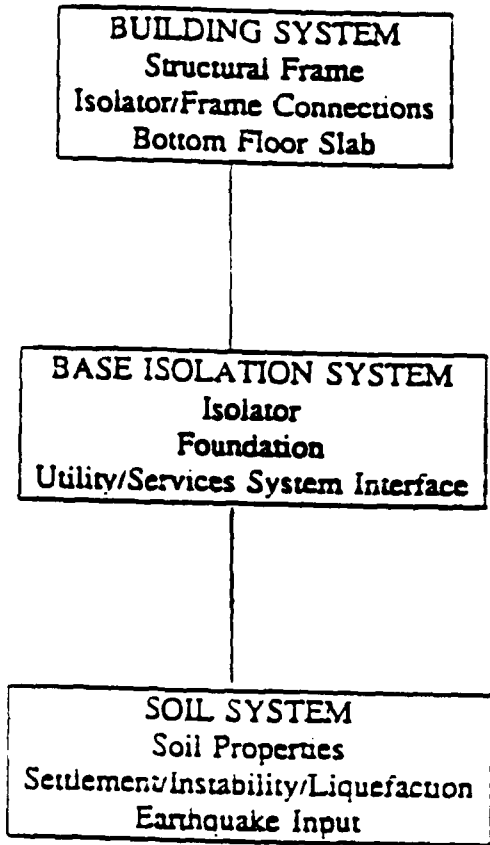 BUILDING SYSTEM
Structural Frame
Isolator/Frame Connections
Bottom Floor Slab
BASE ISOLATION SYSTEM
Isolator
Foundation
Utility/Services System Interface
SOIL SYSTEM
Soil Properties
Settlement/Instability/Liquefaction
Earthquake Input